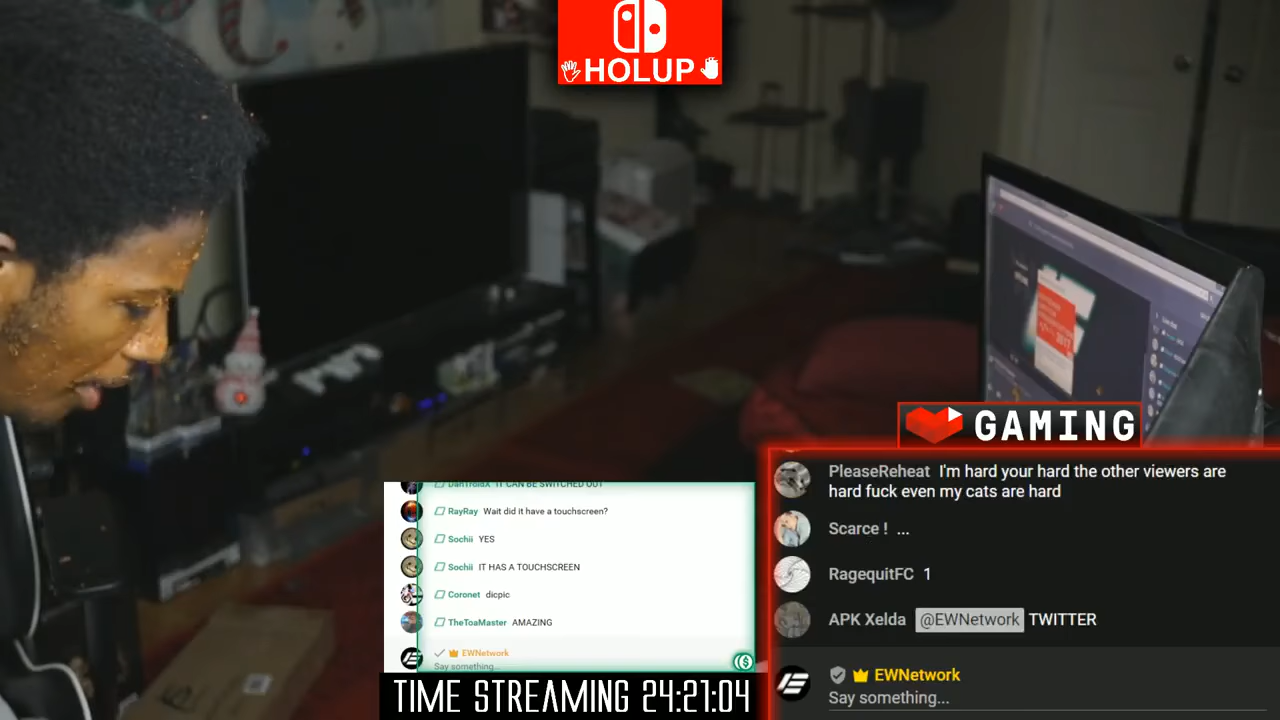 HOLUP
GAMING
PleaseReheat I'm hard your hard the other viewers are
hard fuck even my cats are hard
Scarce ! ...
RagequitFC 1
APK Xelda @EWNetwork TWITTER
EWNetwork
Say something...
DanTroidX IT CAN BE SWITCHED OUT
RayRay Wait did it have a touchscreen?
Sochii YES
Sochii IT HAS A TOUCHSCREEN
Coronet dicpic
TheToaMaster AMAZING
EWNetwork
Say something...
TIME STREAMING 24:21:04
2017